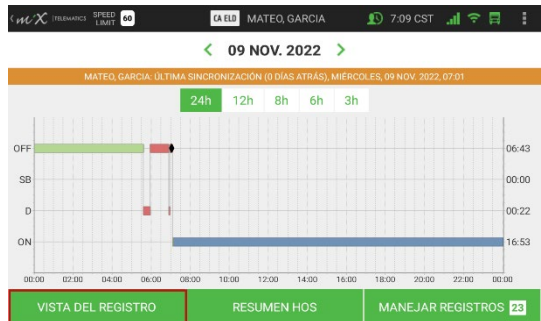 mX TELEMATICS SPEED LIMIT 60 CA ELD MATEO, GARCIA 7:09 CST
09 NOV. 2022
MATEO, GARCIA: ÚLTIMA SINCRONIZACIÓN (0 DÍAS ATRÁS), MIÉRCOLES, 09 NOV. 2022, 07:01
24h 12h 8h 6h 3h
OFF 06:43
SB 00:00
D 00:22
ON 16:53
00:00 02:00 04:00 06:00 08:00 10:00 12:00 14:00 16:00 18:00 20:00 22:00 00:00
VISTA DEL REGISTRO RESUMEN HOS MANEJAR REGISTROS 23